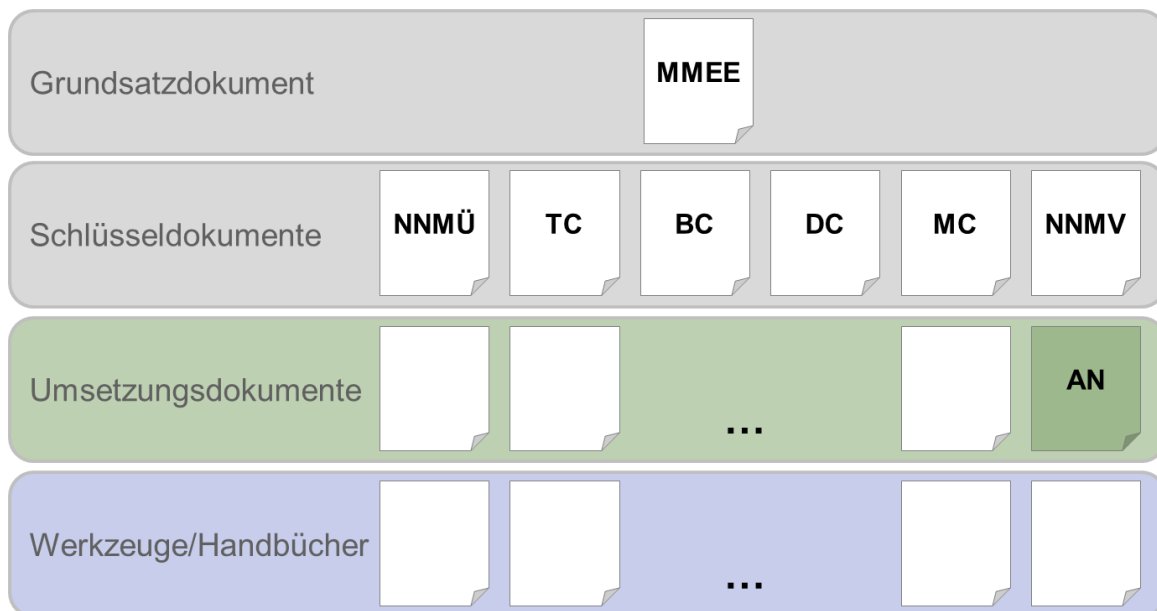 Grundsatzdokument
MMEE
Schlüsseldokumente
NNMÜ TC BC DC MC NNMV
Umsetzungsdokumente
... AN
Werkzeuge/Handbücher
...